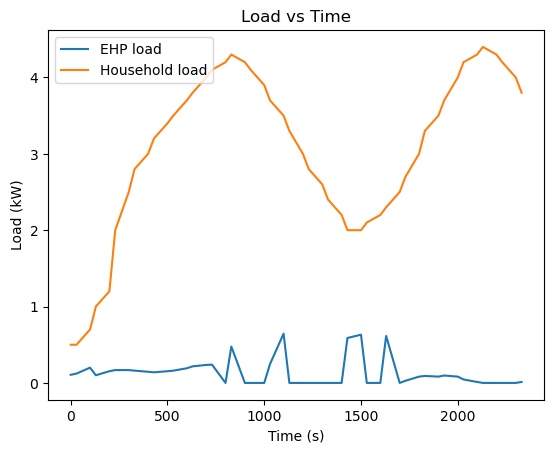 Load vs Time
EHP load
Household load
Load (kW)
4
3
2
1
0
0 500 1000 1500 2000
Time (s)